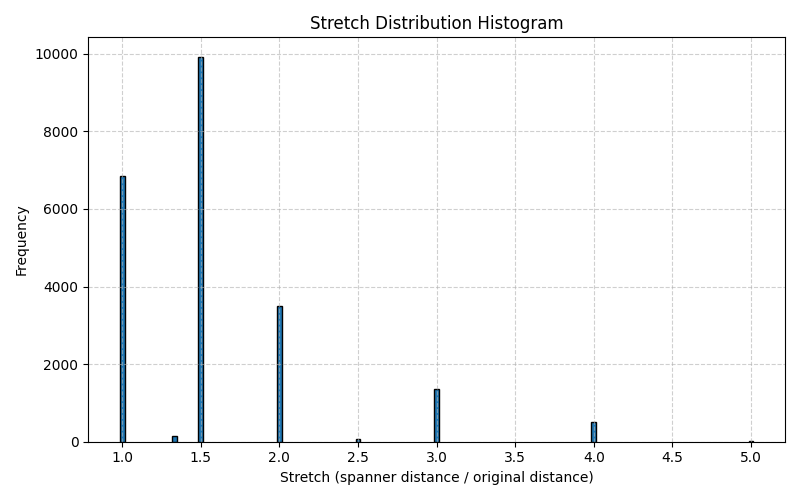 Stretch Distribution Histogram
10000
8000
6000
4000
2000
0
Frequency
1.0 1.5 2.0 2.5 3.0 3.5 4.0 4.5 5.0
Stretch (spanner distance / original distance)